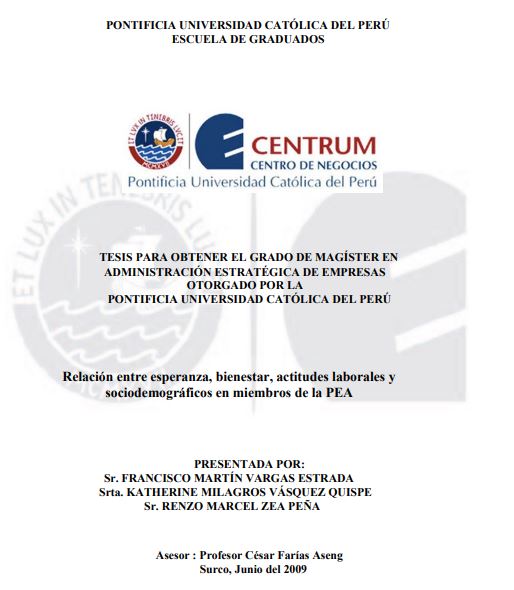 PONTIFICIA UNIVERSIDAD CATÓLICA DEL PERÚ
ESCUELA DE GRADUADOS
ET LUX IN TENEBRIS LVCET
MCMXVII
CENTRUM
CENTRO DE NEGOCIOS
Pontificia Universidad Católica del Perú
TESIS PARA OBTENER EL GRADO DE MAGÍSTER EN
ADMINISTRACIÓN ESTRATÉGICA DE EMPRESAS
OTORGADO POR LA
PONTIFICIA UNIVERSIDAD CATÓLICA DEL PERÚ
Relación entre esperanza, bienestar, actitudes laborales y
sociodemográficos en miembros de la PEA
PRESENTADA POR:
Sr. FRANCISCO MARTÍN VARGAS ESTRADA
Srta. KATHERINE MILAGROS VÁSQUEZ QUISPE
Sr. RENZO MARCEL ZEA PEÑA
Asesor : Profesor César Farías Aseng
Surco, Junio del 2009